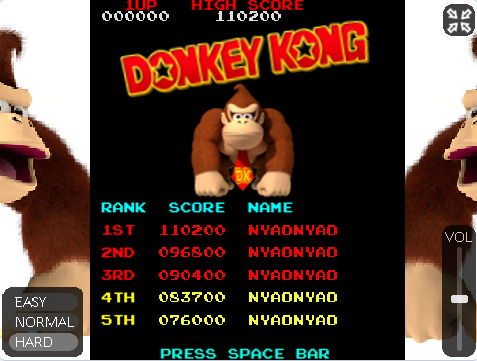 1UP HIGH SCORE
000000 110200
DONKEY KONG
DK
RANK SCORE NAME
1ST 110200 NYAONYAO
2ND 096800 NYAONYAO
3RD 090400 NYAONYAO
4TH 083700 NYAONYAO
5TH 076000 NYAONYAO
PRESS SPACE BAR
EASY
NORMAL
HARD
VOL